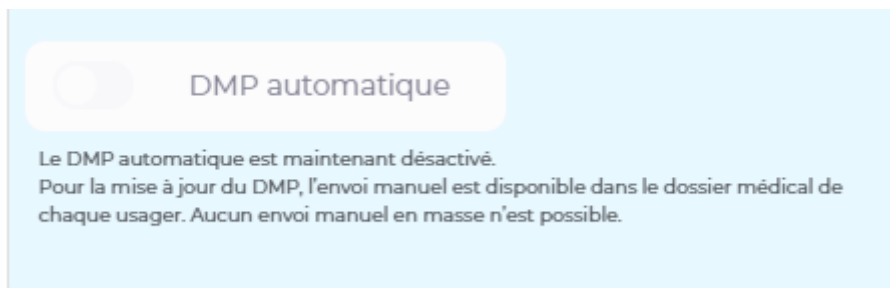 DMP automatique
Le DMP automatique est maintenant désactivé.
Pour la mise à jour du DMP, l'envoi manuel est disponible dans le dossier médical de
chaque usager. Aucun envoi manuel en masse n'est possible.